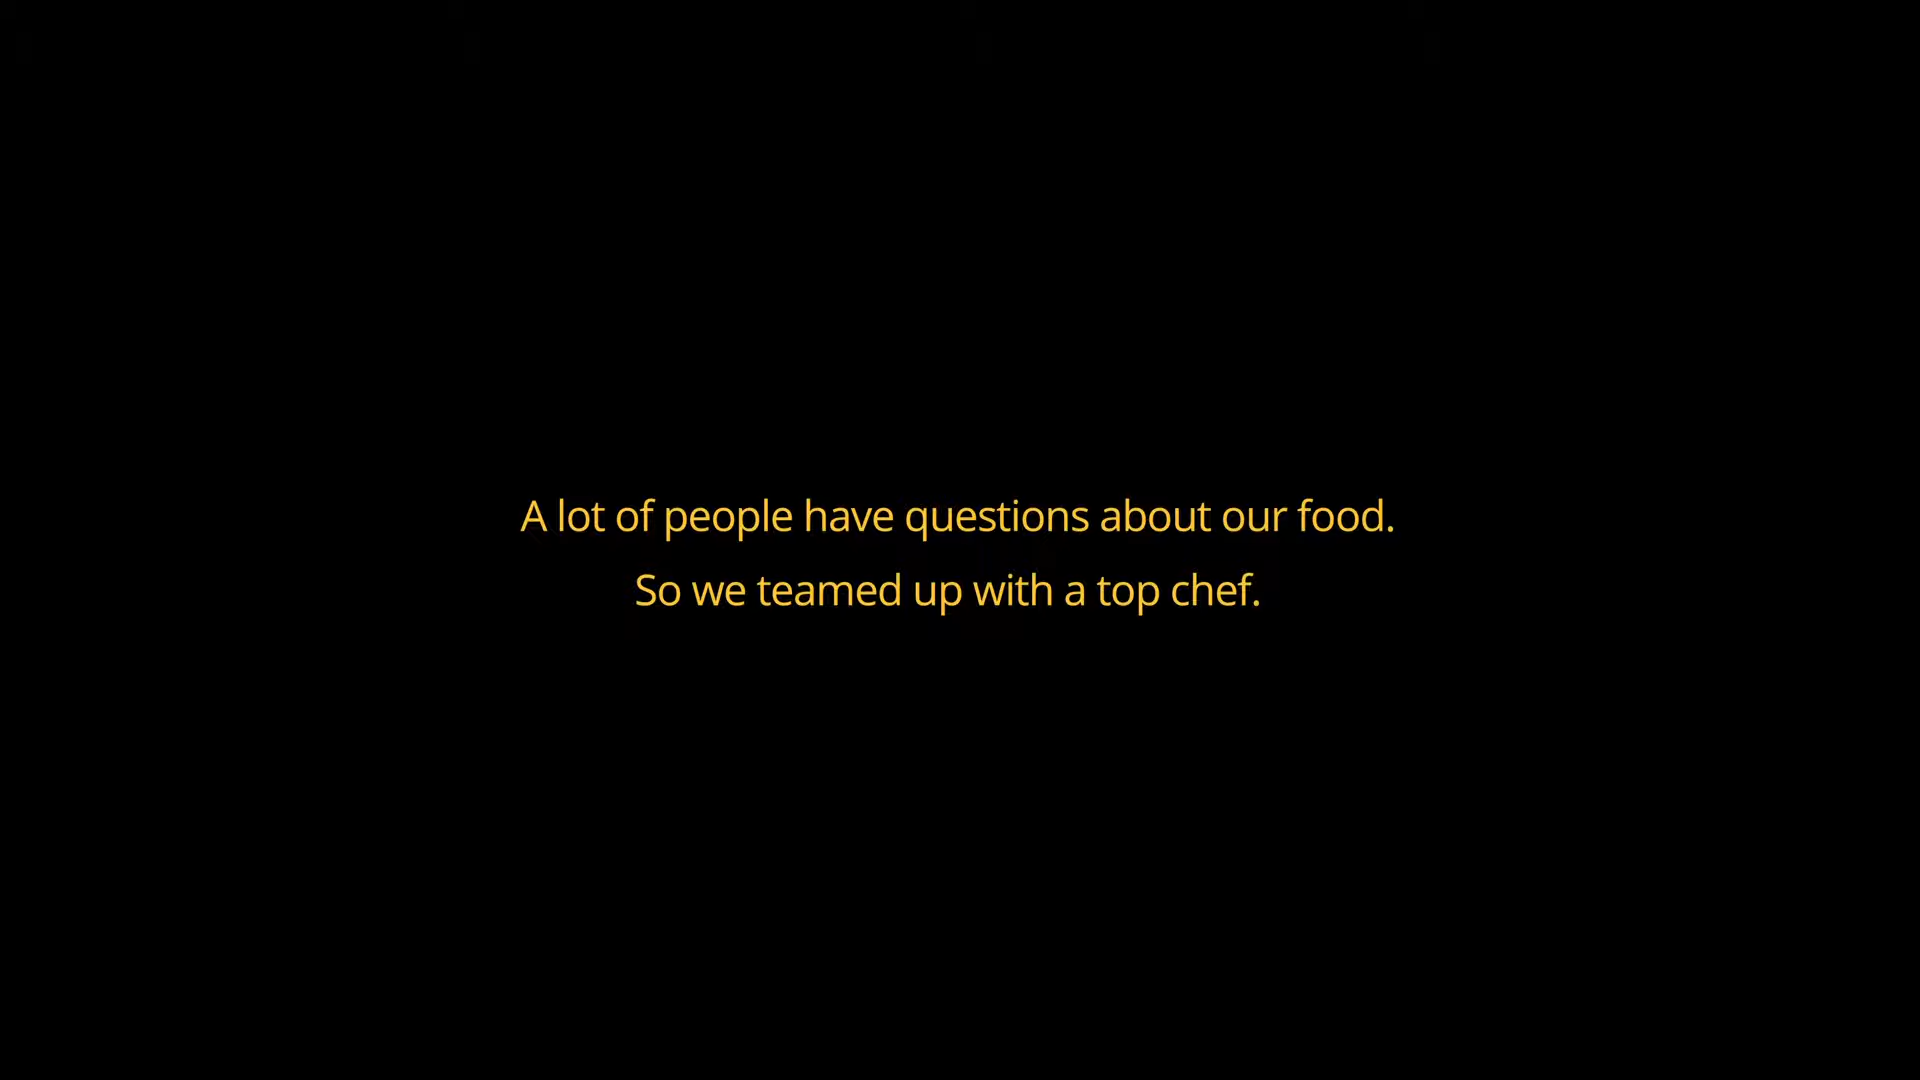 A lot of people have questions about our food.
So we teamed up with a top chef.